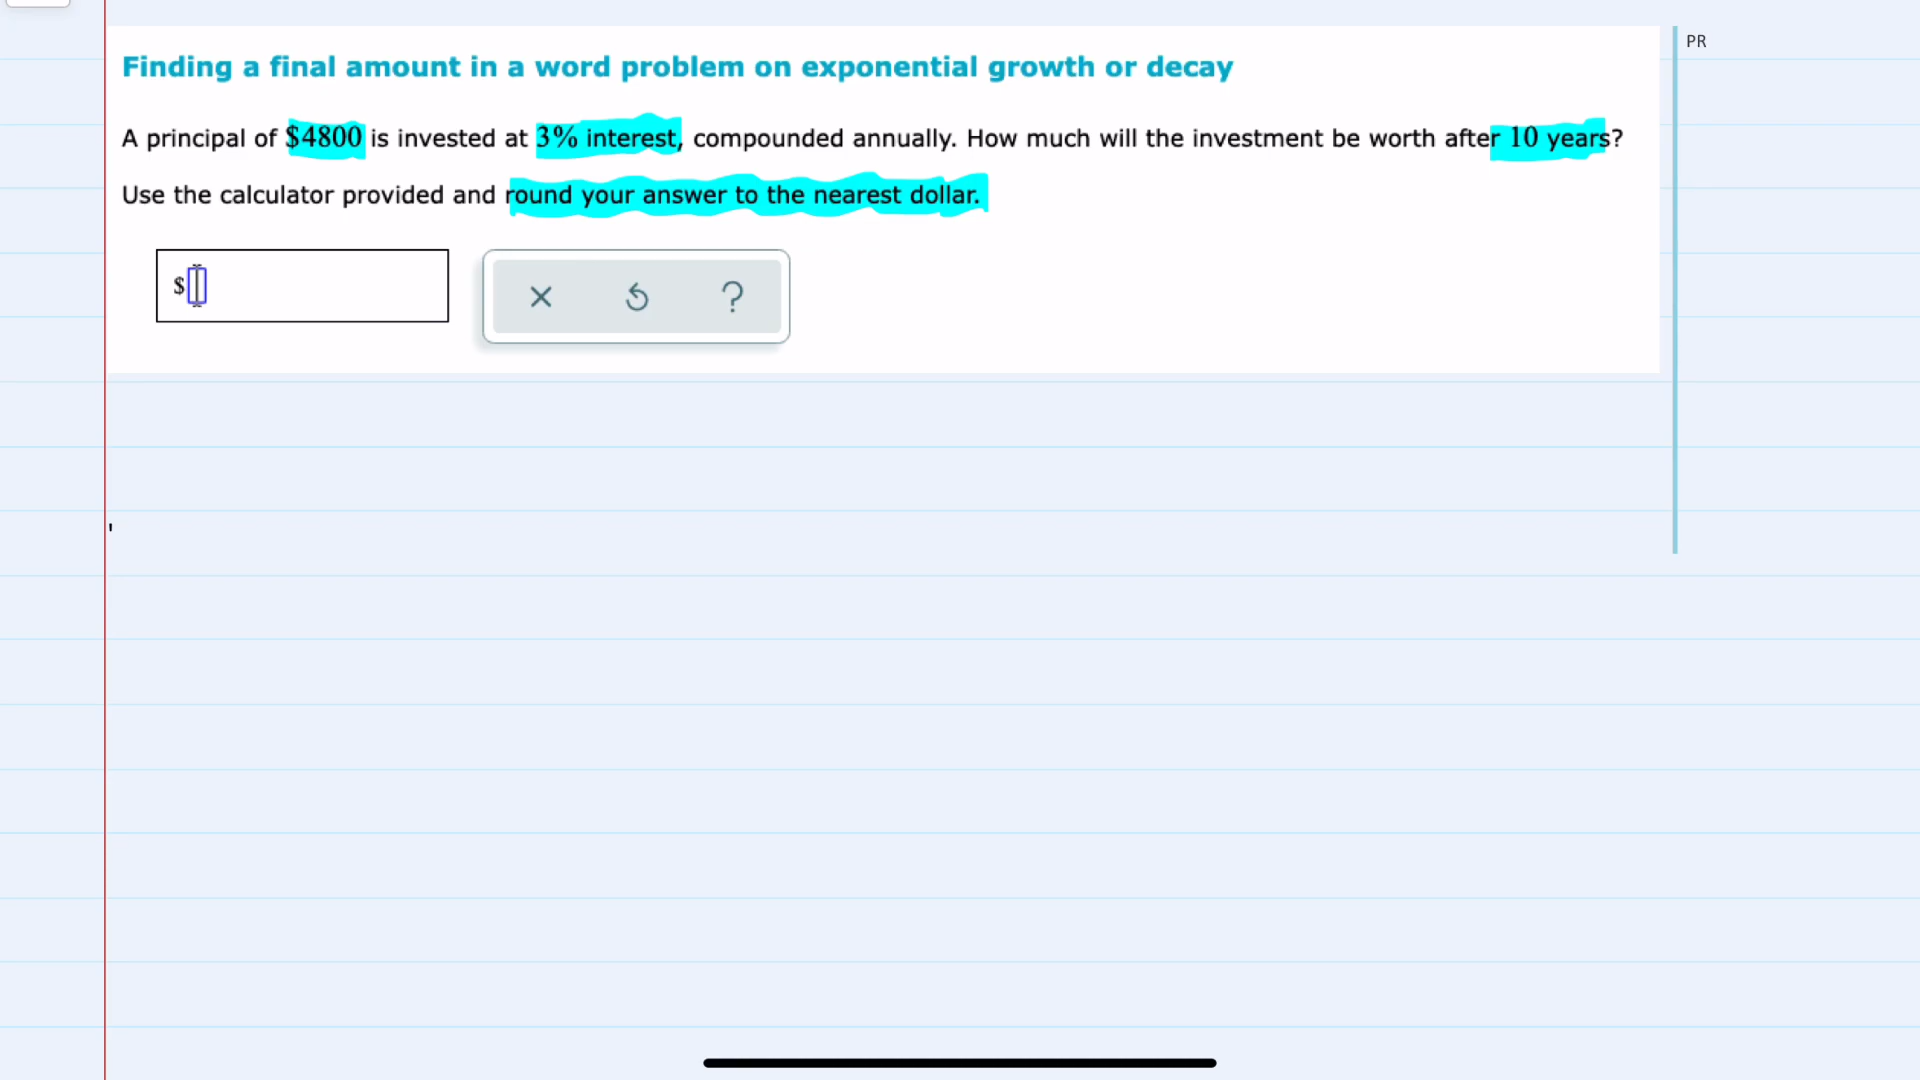 PR
Finding a final amount in a word problem on exponential growth or decay
A principal of $4800 is invested at 3% interest, compounded annually. How much will the investment be worth after 10 years?
Use the calculator provided and round your answer to the nearest dollar.
$
?